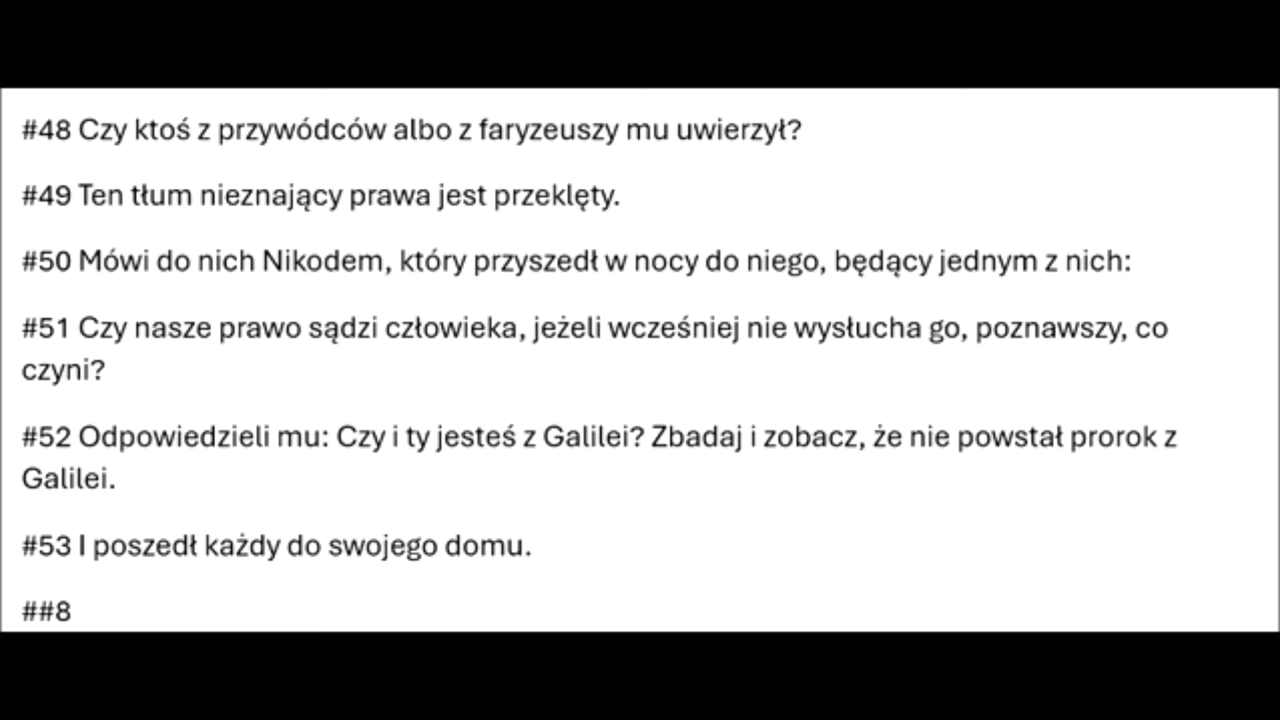 #48 Czy ktoś z przywódców albo z faryzeuszy mu uwierzył?
#49 Ten tłum nieznający prawa jest przeklęty.
#50 Mówi do nich Nikodem, który przyszedł w nocy do niego, będący jednym z nich:
#51 Czy nasze prawo sądzi człowieka, jeżeli wcześniej nie wysłucha go, poznawszy, co
czyni?
#52 Odpowiedzieli mu: Czy i ty jesteś z Galilei? Zbadaj i zobacz, że nie powstał prorok z
Galilei.
#53 I poszedł każdy do swojego domu.
##8